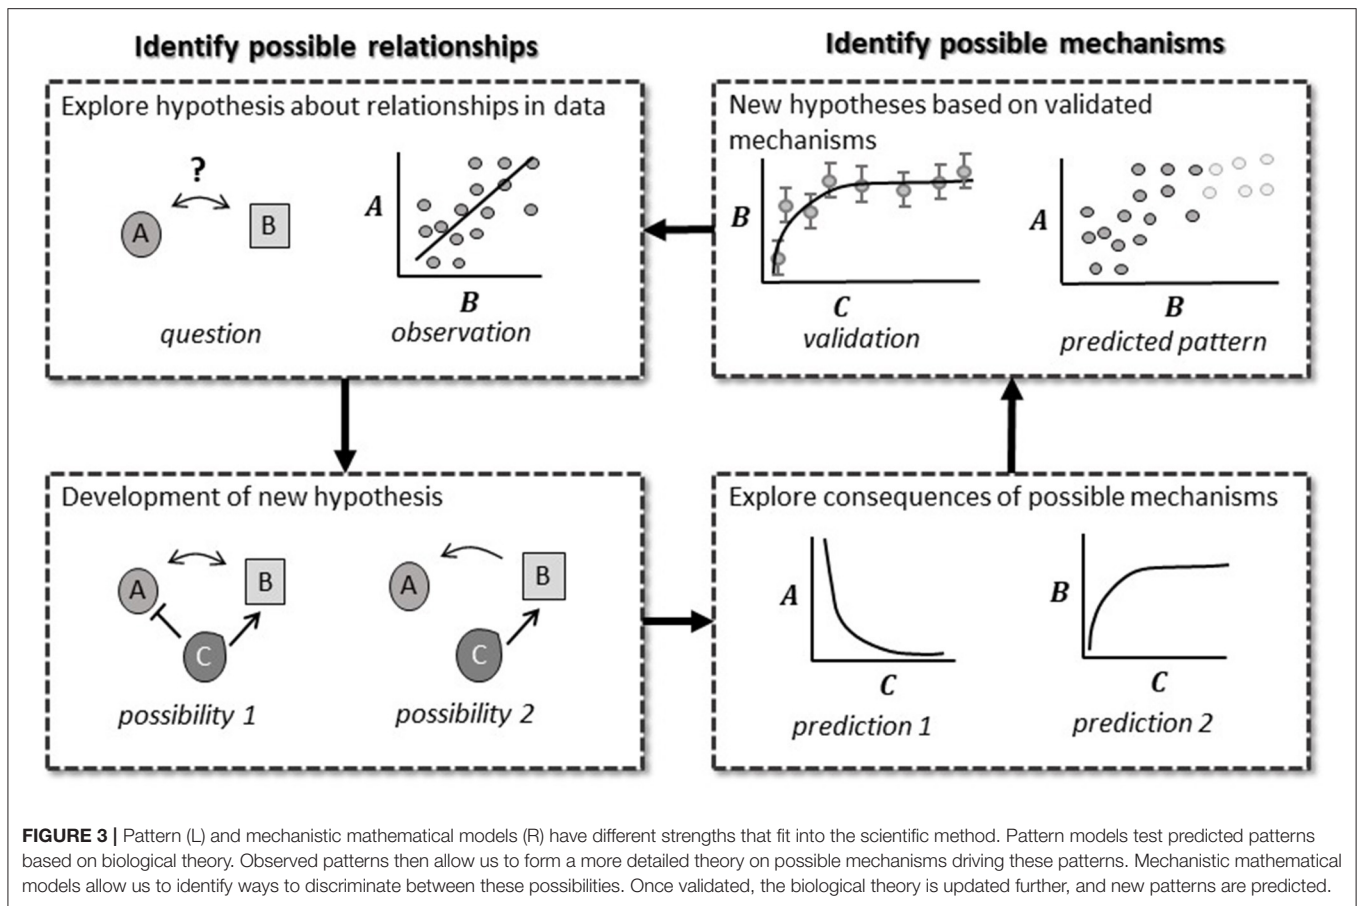 Identify possible relationships
Explore hypothesis about relationships in data
?
A
B
A
B
question
observation
Identify possible mechanisms
New hypotheses based on validated
mechanisms
B
C
validation
A
B
predicted pattern
Development of new hypothesis
A
B
C
possibility 1
A
B
C
possibility 2
Explore consequences of possible mechanisms
A
C
prediction 1
B
C
prediction 2
FIGURE 3 | Pattern (L) and mechanistic mathematical models (R) have different strengths that fit into the scientific method. Pattern models test predicted patterns
based on biological theory. Observed patterns then allow us to form a more detailed theory on possible mechanisms driving these patterns. Mechanistic mathematical
models allow us to identify ways to discriminate between these possibilities. Once validated, the biological theory is updated further, and new patterns are predicted.